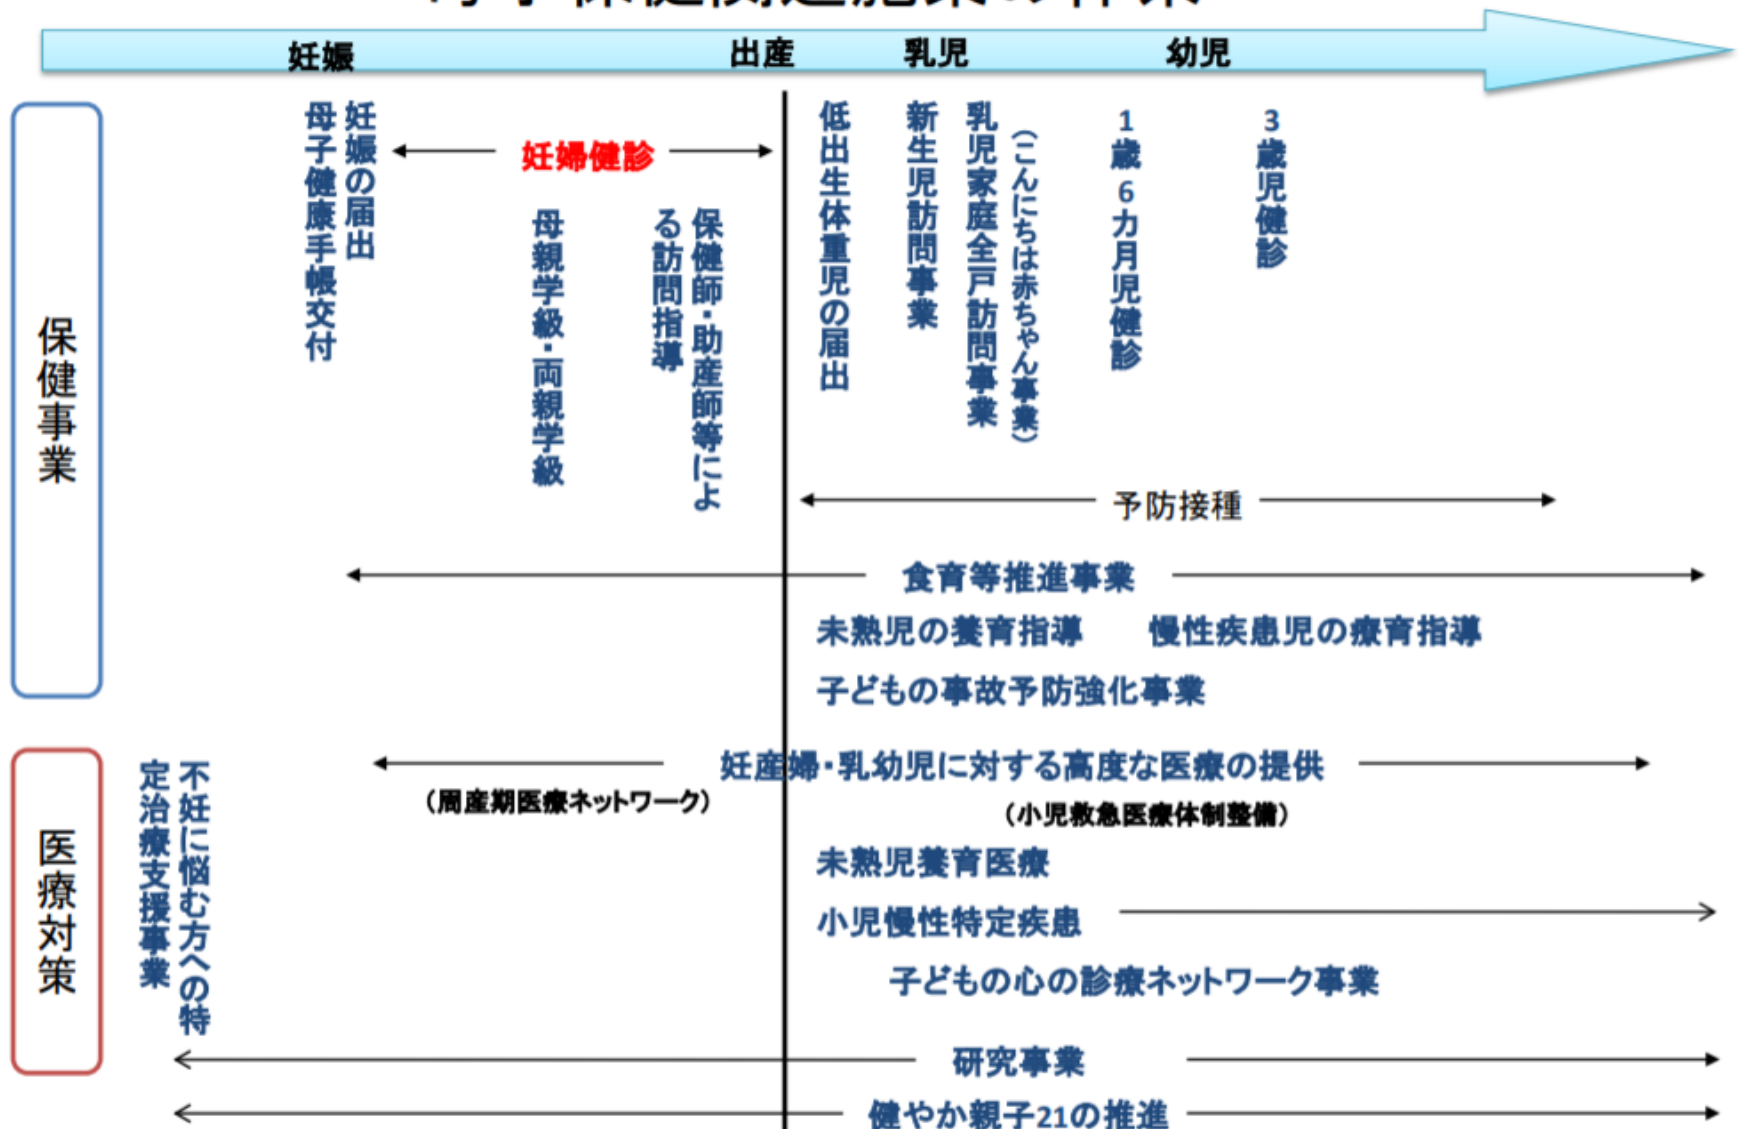 妊娠
出産
乳児
幼児
保健事業
妊娠の届出
母子健康手帳交付
妊婦健診
母親学級・両親学級
保健師・助産師等によ
る訪問指導
低出生体重児の届出
新生児訪問事業
乳児家庭全戸訪問事業
（こんにちは赤ちゃん事業）
1歳6カ月児健診
3歳児健診
予防接種
食育等推進事業
未熟児の養育指導
慢性疾患児の療育指導
子どもの事故予防強化事業
医療対策
不妊に悩む方への特
定治療支援事業
妊産婦・乳幼児に対する高度な医療の提供
（周産期医療ネットワーク）
（小児救急医療体制整備）
未熟児養育医療
小児慢性特定疾患
子どもの心の診療ネットワーク事業
研究事業
健やか親子21の推進